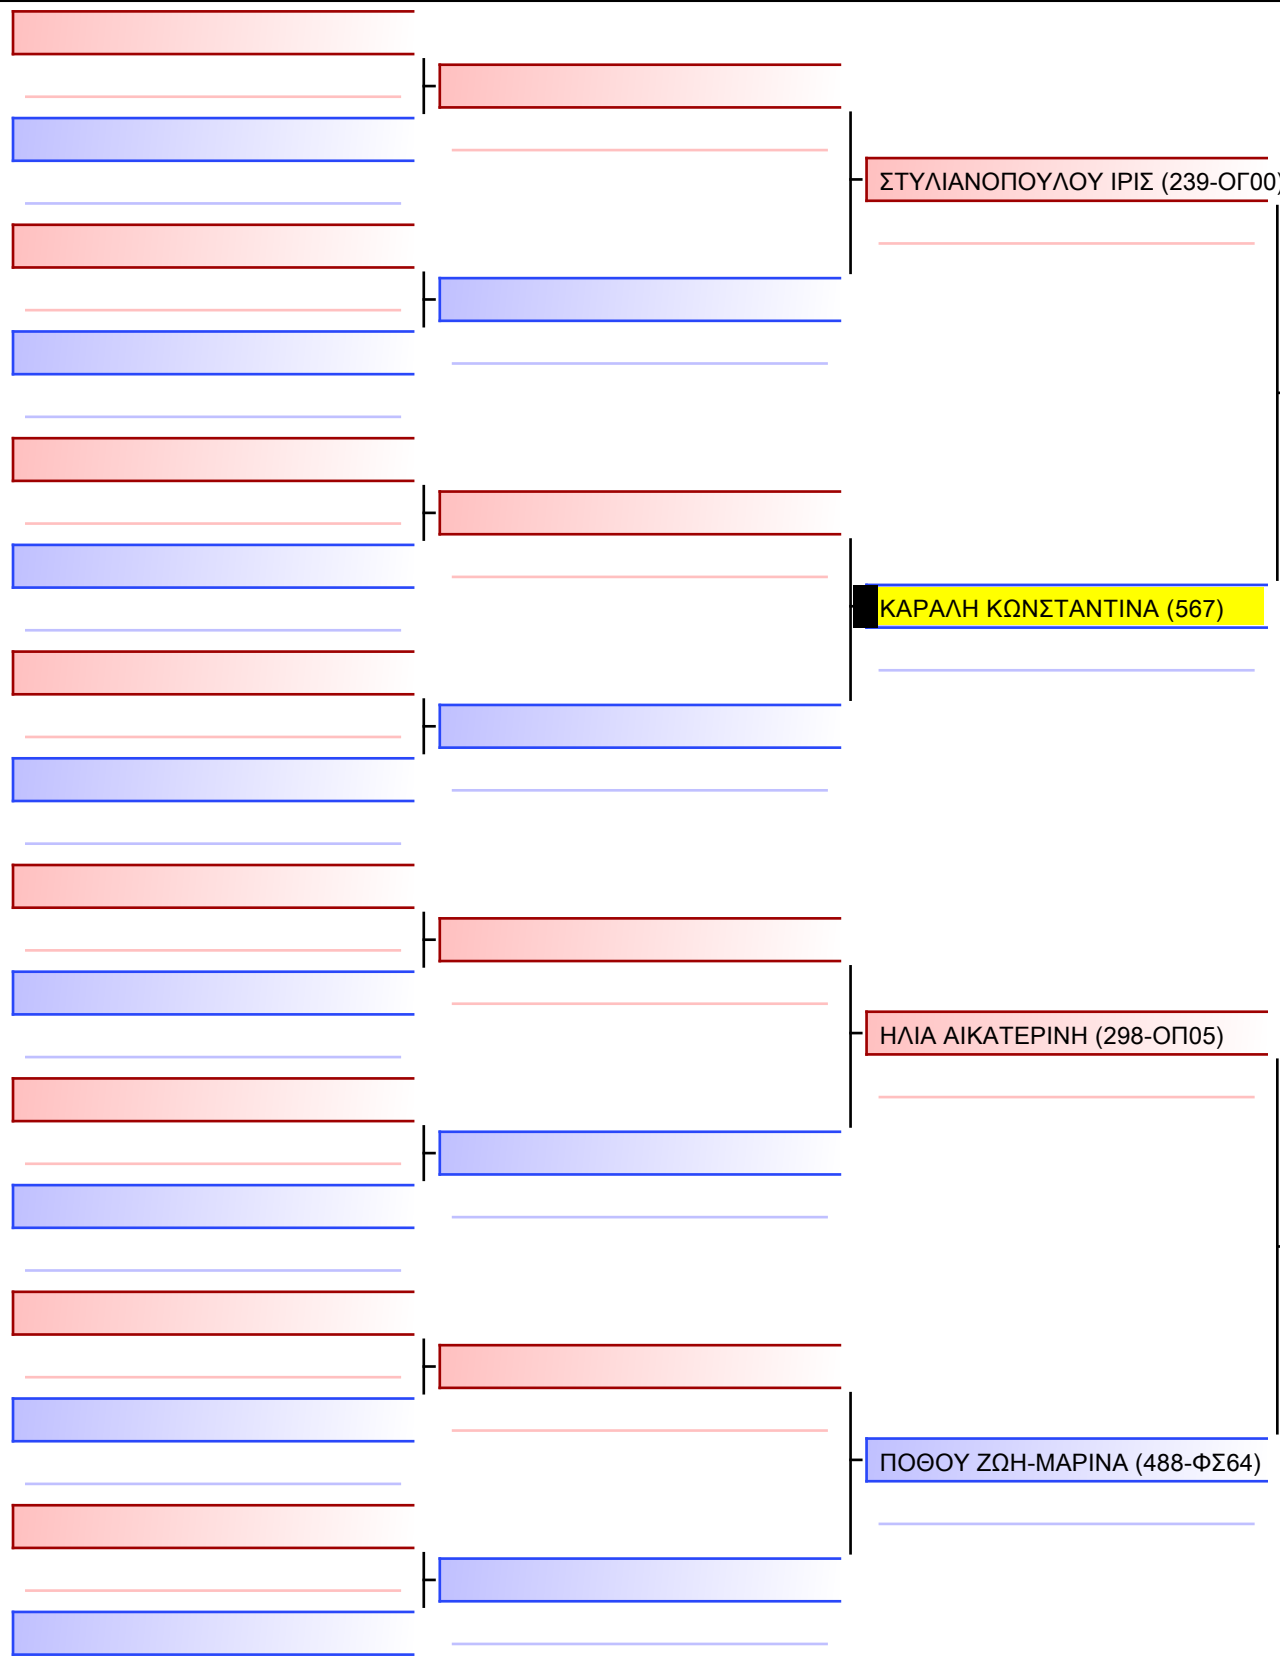 ΣΤΥΛΙΑΝΟΠΟΥΛΟΥ ΙΡΙΣ (239-ΟΓ00)
ΚΑΡΑΛΗ ΚΩΝΣΤΑΝΤΙΝΑ (567)
ΗΛΙΑ ΑΙΚΑΤΕΡΙΝΗ (298-ΟΠ05)
ΠΟΘΟΥ ΖΩΗ-ΜΑΡΙΝΑ (488-ΦΣ64)